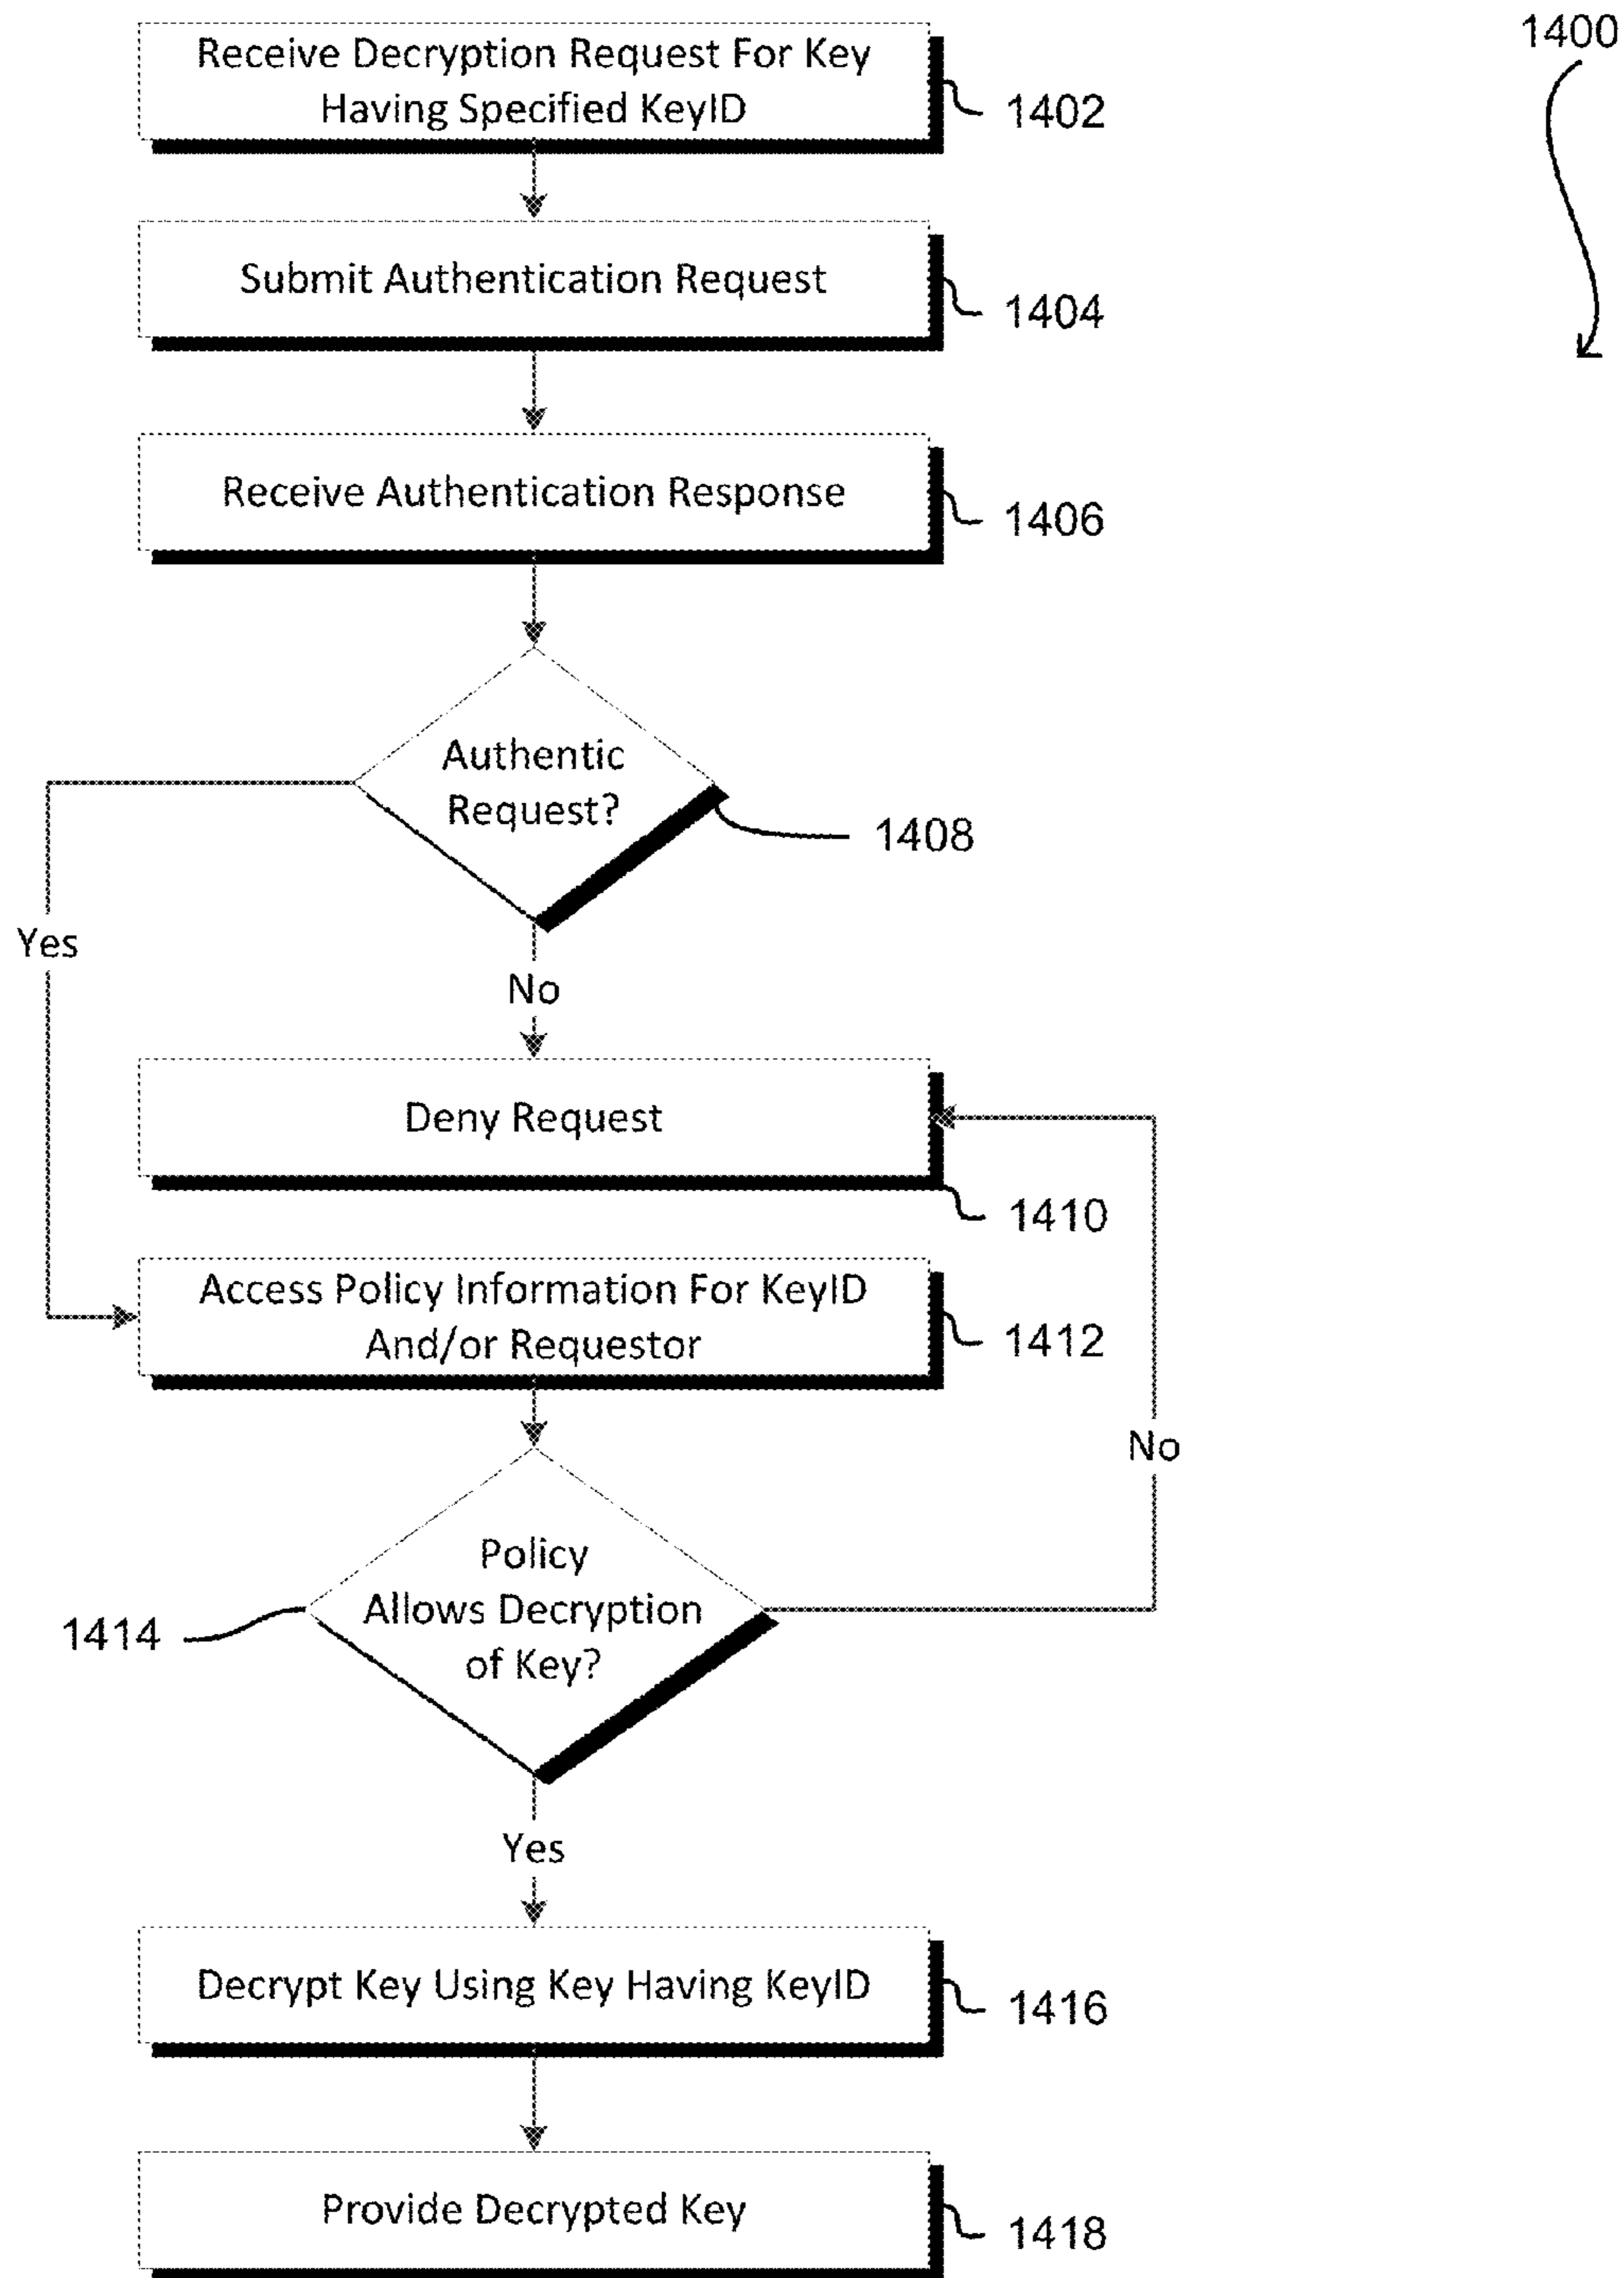 1400
Receive Decryption Request For Key
Having Specified KeyID
1402
Submit Authentication Request
1404
Receive Authentication Response
1406
Authentic
Request?
1408
Yes
No
Deny Request
1410
Access Policy Information For KeyID
And/or Requestor
1412
No
Policy
Allows Decryption
of Key?
1414
Yes
Decrypt Key Using Key Having KeyID
1416
Provide Decrypted Key
1418